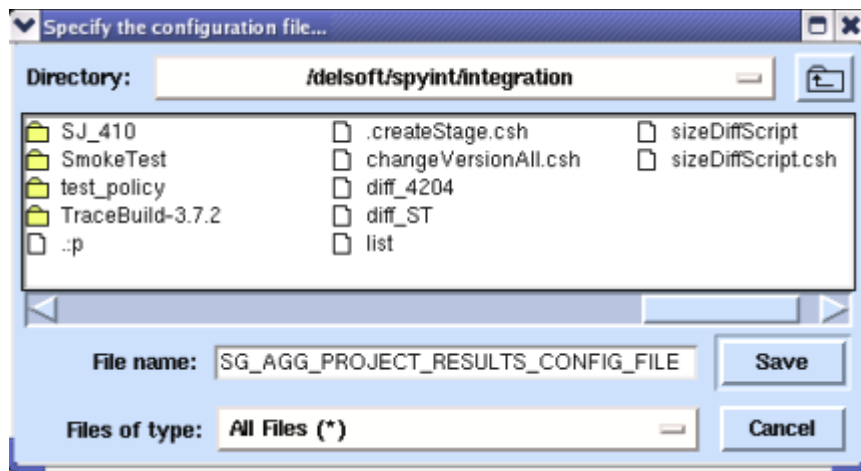 Specify the configuration file...
Directory: /delsoft/spyint/integration
SJ_410 .createStage.csh sizeDiffScript
SmokeTest changeVersionAll.csh sizeDiffScript.csh
test_policy diff_4204
TraceBuild-3.7.2 diff_ST
.:p list
File name: SG_AGG_PROJECT_RESULTS_CONFIG_FILE Save
Files of type: All Files (*) Cancel